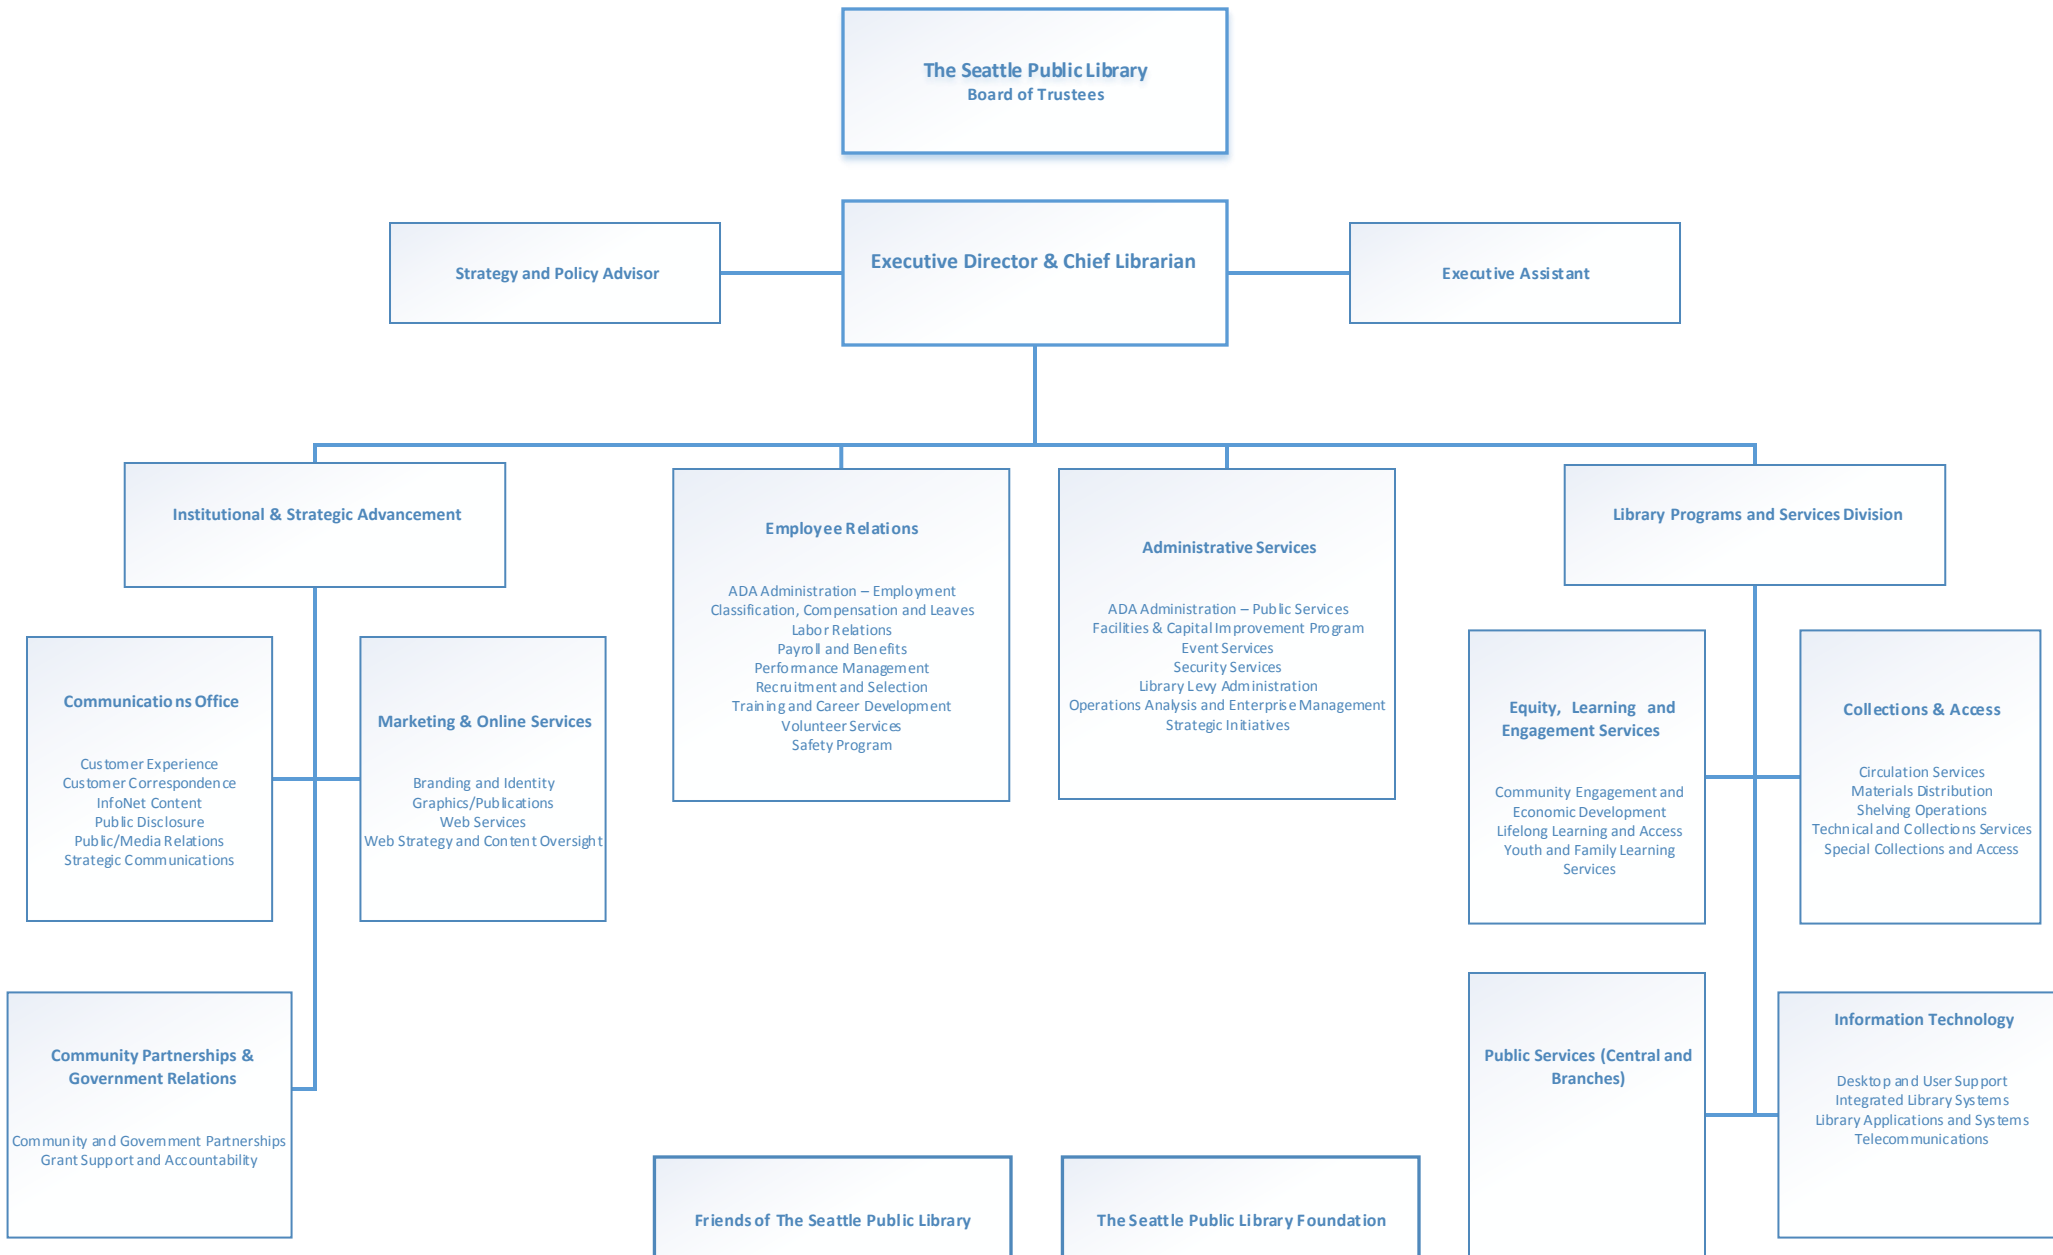 The Seattle Public Library
Board of Trustees
Strategy and Policy Advisor
Executive Director & Chief Librarian
Executive Assistant
Institutional & Strategic Advancement
Employee Relations
ADA Administration – Employment
Classification, Compensation and Leaves
Labor Relations
Payroll and Benefits
Performance Management
Recruitment and Selection
Training and Career Development
Volunteer Services
Safety Program
Administrative Services
ADA Administration – Public Services
Facilities & Capital Improvement Program
Event Services
Security Services
Library Levy Administration
Operations Analysis and Enterprise Management
Strategic Initiatives
Library Programs and Services Division
Communications Office
Customer Experience
Customer Correspondence
InfoNet Content
Public Disclosure
Public/Media Relations
Strategic Communications
Marketing & Online Services
Branding and Identity
Graphics/Publications
Web Services
Web Strategy and Content Oversight
Equity, Learning and
Engagement Services
Community Engagement and
Economic Development
Lifelong Learning and Access
Youth and Family Learning
Services
Collections & Access
Circulation Services
Materials Distribution
Shelving Operations
Technical and Collections Services
Special Collections and Access
Community Partnerships &
Government Relations
Community and Government Partnerships
Grant Support and Accountability
Public Services (Central and
Branches)
Information Technology
Desktop and User Support
Integrated Library Systems
Library Applications and Systems
Telecommunications
Friends of The Seattle Public Library
The Seattle Public Library Foundation